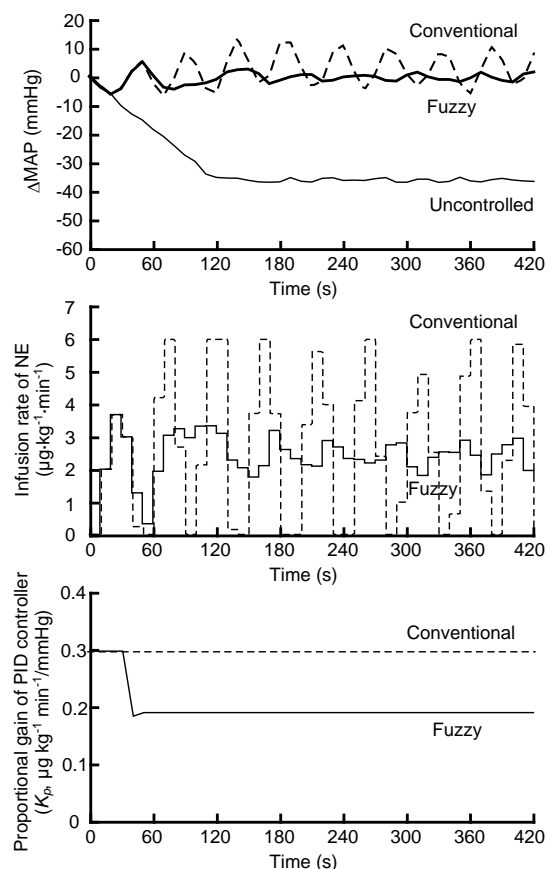 20
10
0
-10
-20
-30
-40
-50
-60
ΔMAP (mmHg)
Conventional
Fuzzy
Uncontrolled
0 60 120 180 240 300 360 420
Time (s)
7
6
5
4
3
2
1
0
Infusion rate of NE
(µg·kg⁻¹·min⁻¹)
Conventional
Fuzzy
0 60 120 180 240 300 360 420
Time (s)
0.4
0.3
0.2
0.1
0
Proportional gain of PID controller
(Kₚ, µg kg⁻¹ min⁻¹/mmHg)
Conventional
Fuzzy
0 60 120 180 240 300 360 420
Time (s)